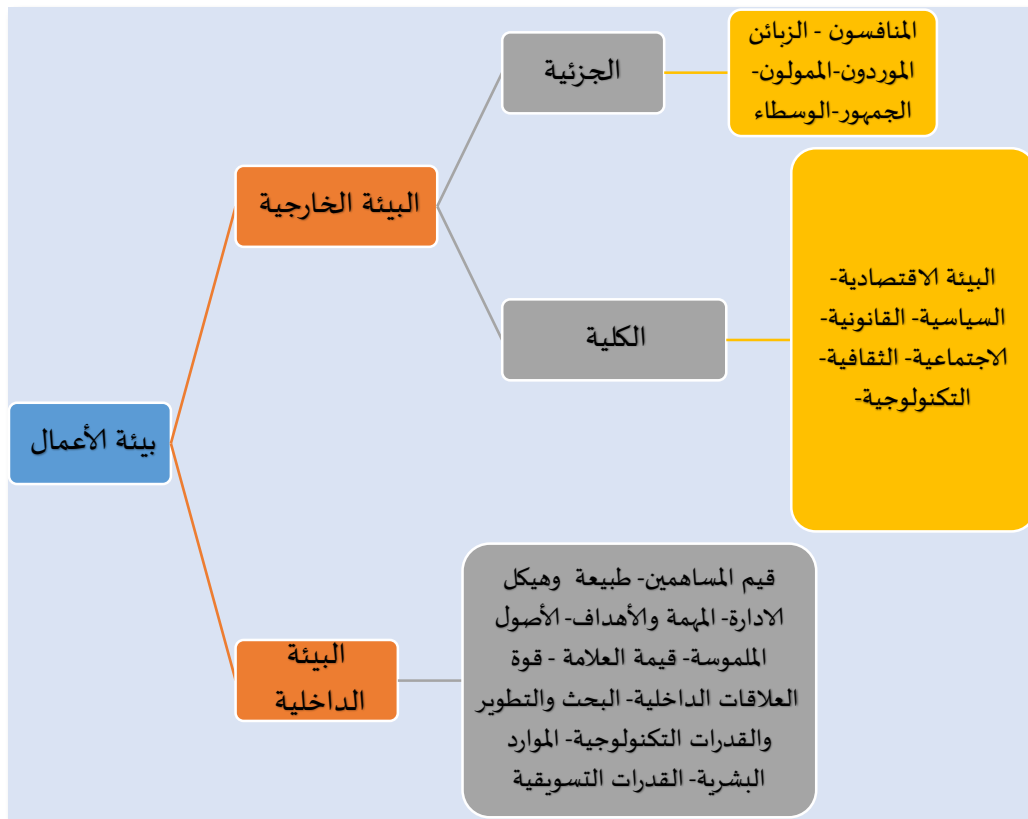 بيئة الأعمال
البيئة الخارجية
الجزئية
المنافسون - الزبائن
الموردون-الممولون-
الجمهور-الوسطاء
الكلية
البيئة الاقتصادية-
السياسية- القانونية-
الاجتماعية- الثقافية-
التكنولوجية-
البيئة
الداخلية
قيم المساهمين- طبيعة وهيكل
الادارة- المهمة والأهداف- الأصول
الملموسة- قيمة العلامة - قوة
العلاقات الداخلية- البحث والتطوير
والقدرات التكنولوجية- الموارد
البشرية- القدرات التسويقية